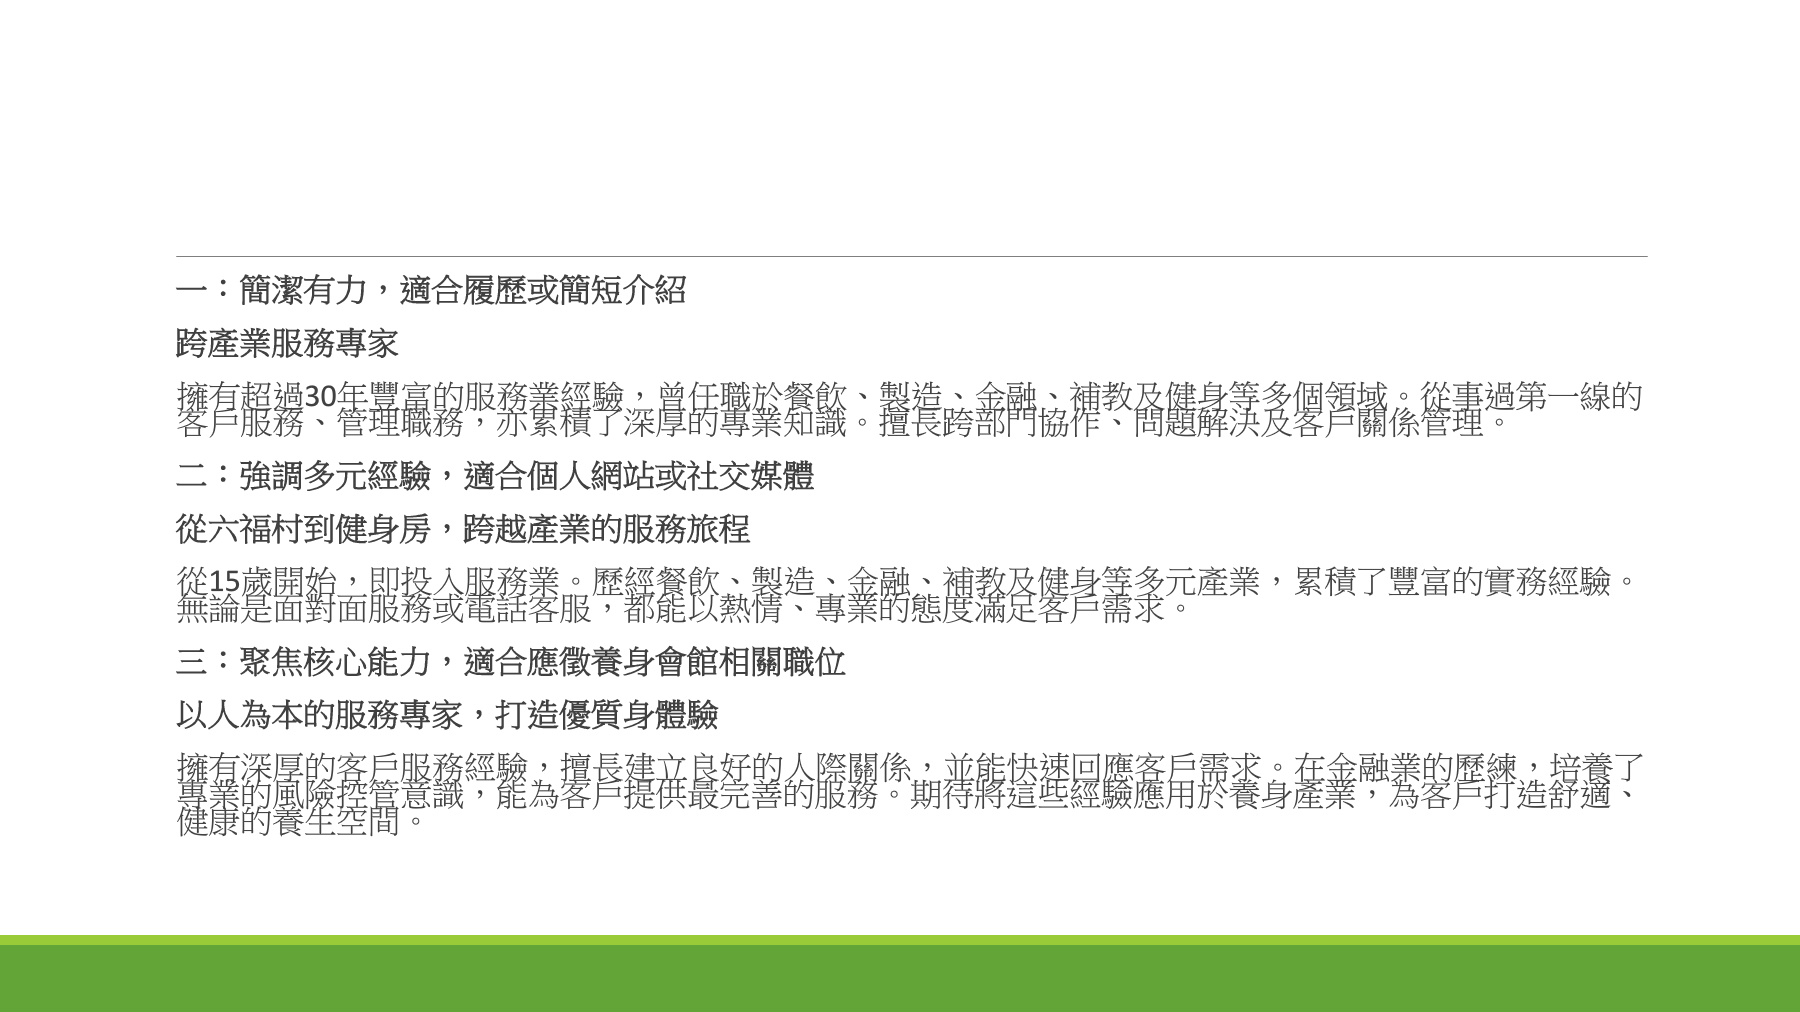 一：簡潔有力，適合履歷或簡短介紹
跨產業服務專家
擁有超過30年豐富的服務業經驗，曾任職於餐飲、製造、金融、補教及健身等多個領域。從事過第一線的
客戶服務、管理職務，亦累積了深厚的專業知識。擅長跨部門協作、問題解決及客戶關係管理。
二：強調多元經驗，適合個人網站或社交媒體
從六福村到健身房，跨越產業的服務旅程
從15歲開始，即投入服務業。歷經餐飲、製造、金融、補教及健身等多元產業，累積了豐富的實務經驗。
無論是面對面服務或電話客服，都能以熱情、專業的態度滿足客戶需求。
三：聚焦核心能力，適合應徵養身會館相關職位
以人為本的服務專家，打造優質身體驗
擁有深厚的客戶服務經驗，擅長建立良好的人際關係，並能快速回應客戶需求。在金融業的歷練，培養了
專業的風險控管意識，能為客戶提供最完善的服務。期待將這些經驗應用於養身產業，為客戶打造舒適、
健康的養生空間。